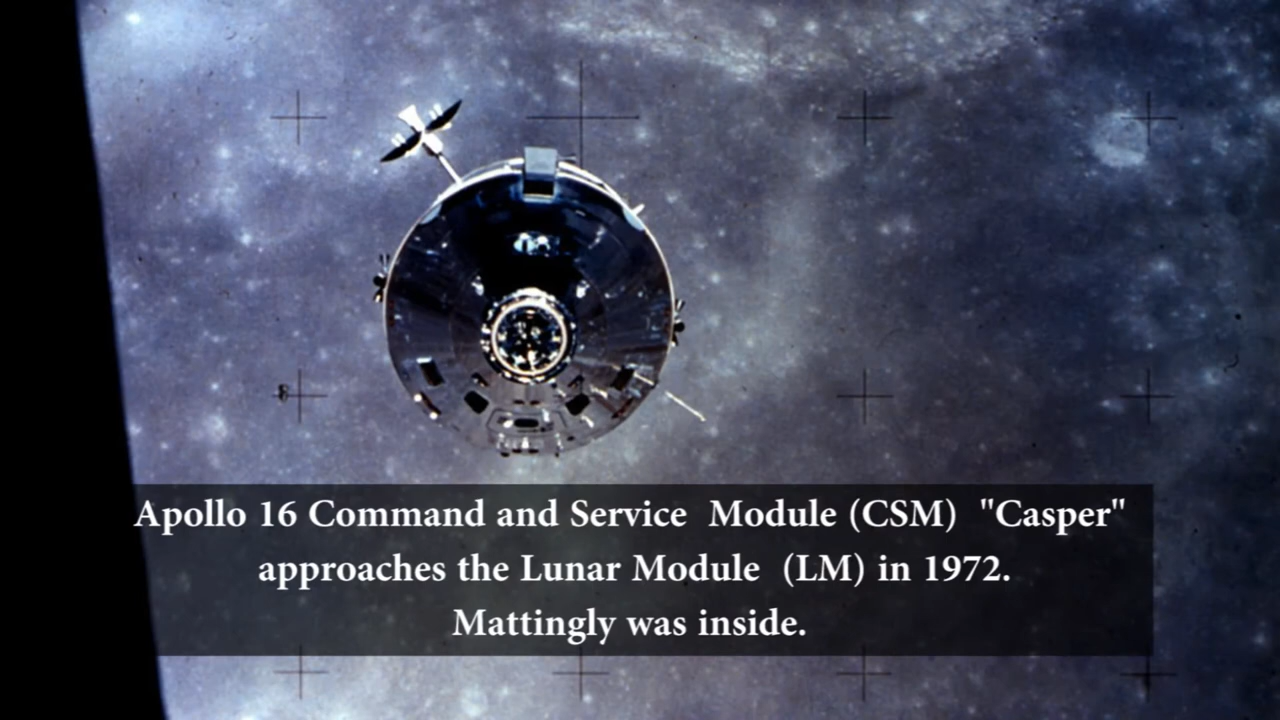 Apollo 16 Command and Service Module (CSM) "Casper"
approaches the Lunar Module (LM) in 1972.
Mattingly was inside.